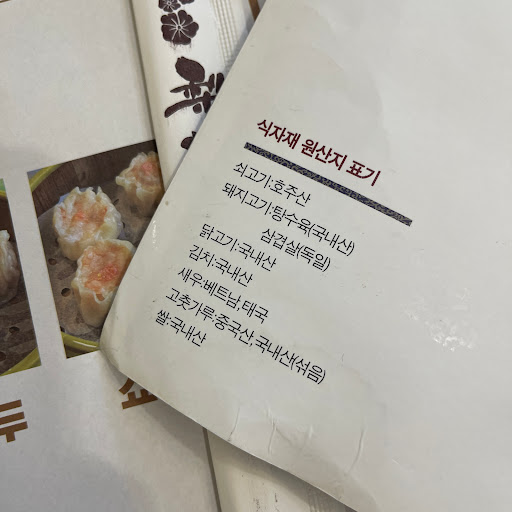 식자재 원산지 표기
쇠고기:호주산
돼지고기:탕수육(국내산)
삼겹살(독일)
닭고기:국내산
김치:국내산
새우:베트남,태국
고춧가루:중국산,국내산(섞음)
쌀:국내산